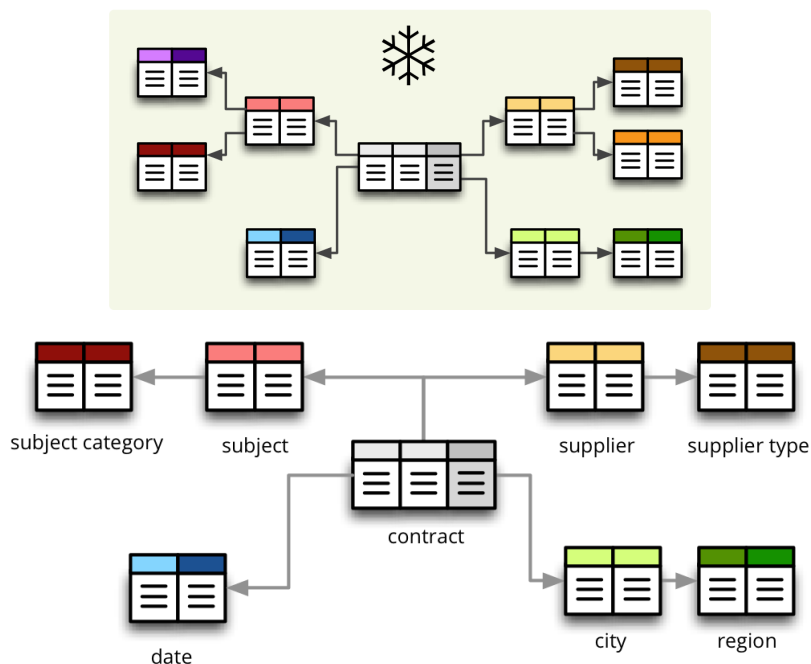 subject category
subject
supplier
supplier type
contract
date
city
region